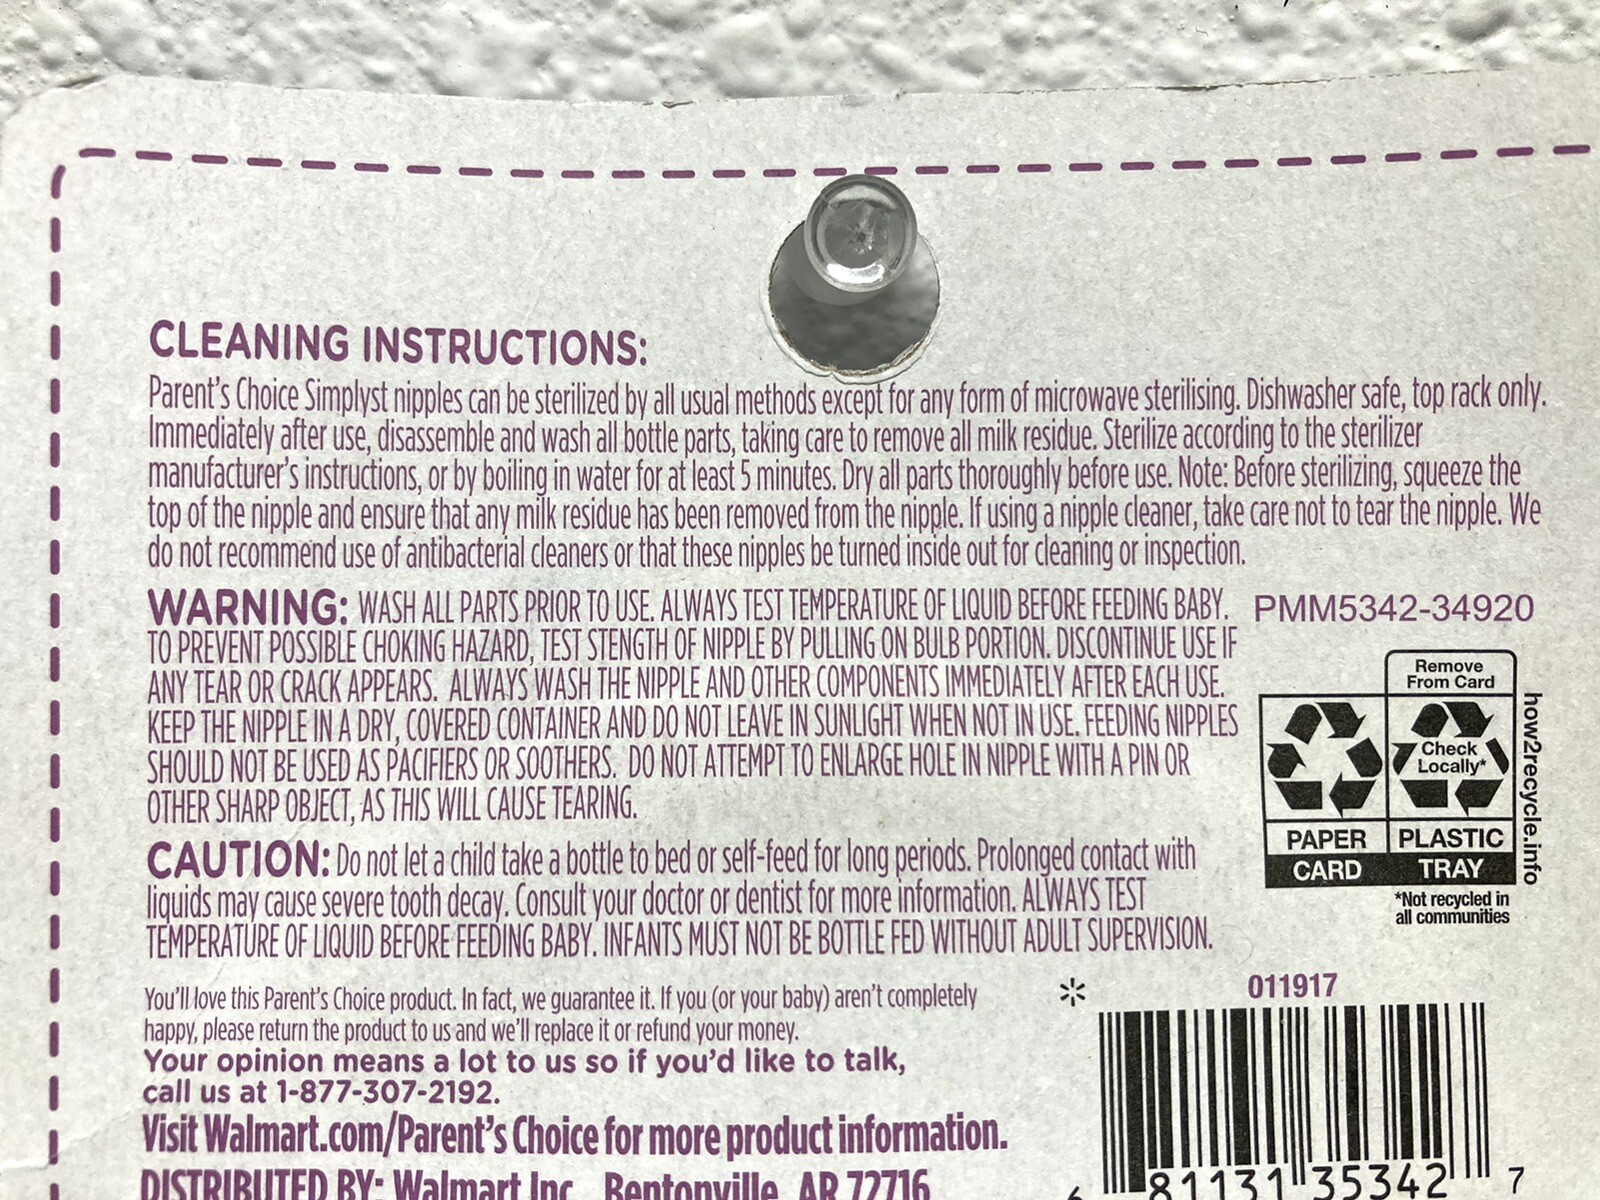 CLEANING INSTRUCTIONS:
Parent's Choice Simplyst nipples can be sterilized by all usual methods except for any form of microwave sterilising. Dishwasher safe, top rack only.
Immediately after use, disassemble and wash all bottle parts, taking care to remove all milk residue. Sterilize according to the sterilizer
manufacturer's instructions, or by boiling in water for at least 5 minutes. Dry all parts thoroughly before use. Note: Before sterilizing, squeeze the
top of the nipple and ensure that any milk residue has been removed from the nipple. If using a nipple cleaner, take care not to tear the nipple. We
do not recommend use of antibacterial cleaners or that these nipples be turned inside out for cleaning or inspection.
WARNING: WASH ALL PARTS PRIOR TO USE. ALWAYS TEST TEMPERATURE OF LIQUID BEFORE FEEDING BABY.
TO PREVENT POSSIBLE CHOKING HAZARD, TEST STENGTH OF NIPPLE BY PULLING ON BULB PORTION. DISCONTINUE USE IF
ANY TEAR OR CRACK APPEARS. ALWAYS WASH THE NIPPLE AND OTHER COMPONENTS IMMEDIATELY AFTER EACH USE.
KEEP THE NIPPLE IN A DRY, COVERED CONTAINER AND DO NOT LEAVE IN SUNLIGHT WHEN NOT IN USE. FEEDING NIPPLES
SHOULD NOT BE USED AS PACIFIERS OR SOOTHERS. DO NOT ATTEMPT TO ENLARGE HOLE IN NIPPLE WITH A PIN OR
OTHER SHARP OBJECT, AS THIS WILL CAUSE TEARING.
PMM5342-34920
Remove
From Card
Check
Locally*
PAPER
PLASTIC
CARD
TRAY
how2recycle.info
*Not recycled in
all communities
CAUTION: Do not let a child take a bottle to bed or self-feed for long periods. Prolonged contact with
liquids may cause severe tooth decay. Consult your doctor or dentist for more information. ALWAYS TEST
TEMPERATURE OF LIQUID BEFORE FEEDING BABY. INFANTS MUST NOT BE BOTTLE FED WITHOUT ADULT SUPERVISION.
You'll love this Parent's Choice product. In fact, we guarantee it. If you (or your baby) aren't completely
happy, please return the product to us and we'll replace it or refund your money.
Your opinion means a lot to us so if you'd like to talk,
call us at 1-877-307-2192.
Visit Walmart.com/Parent's Choice for more product information.
DISTRIBUTED BY: Walmart Inc., Bentonville, AR 72716
*
011917
81131 35342 7